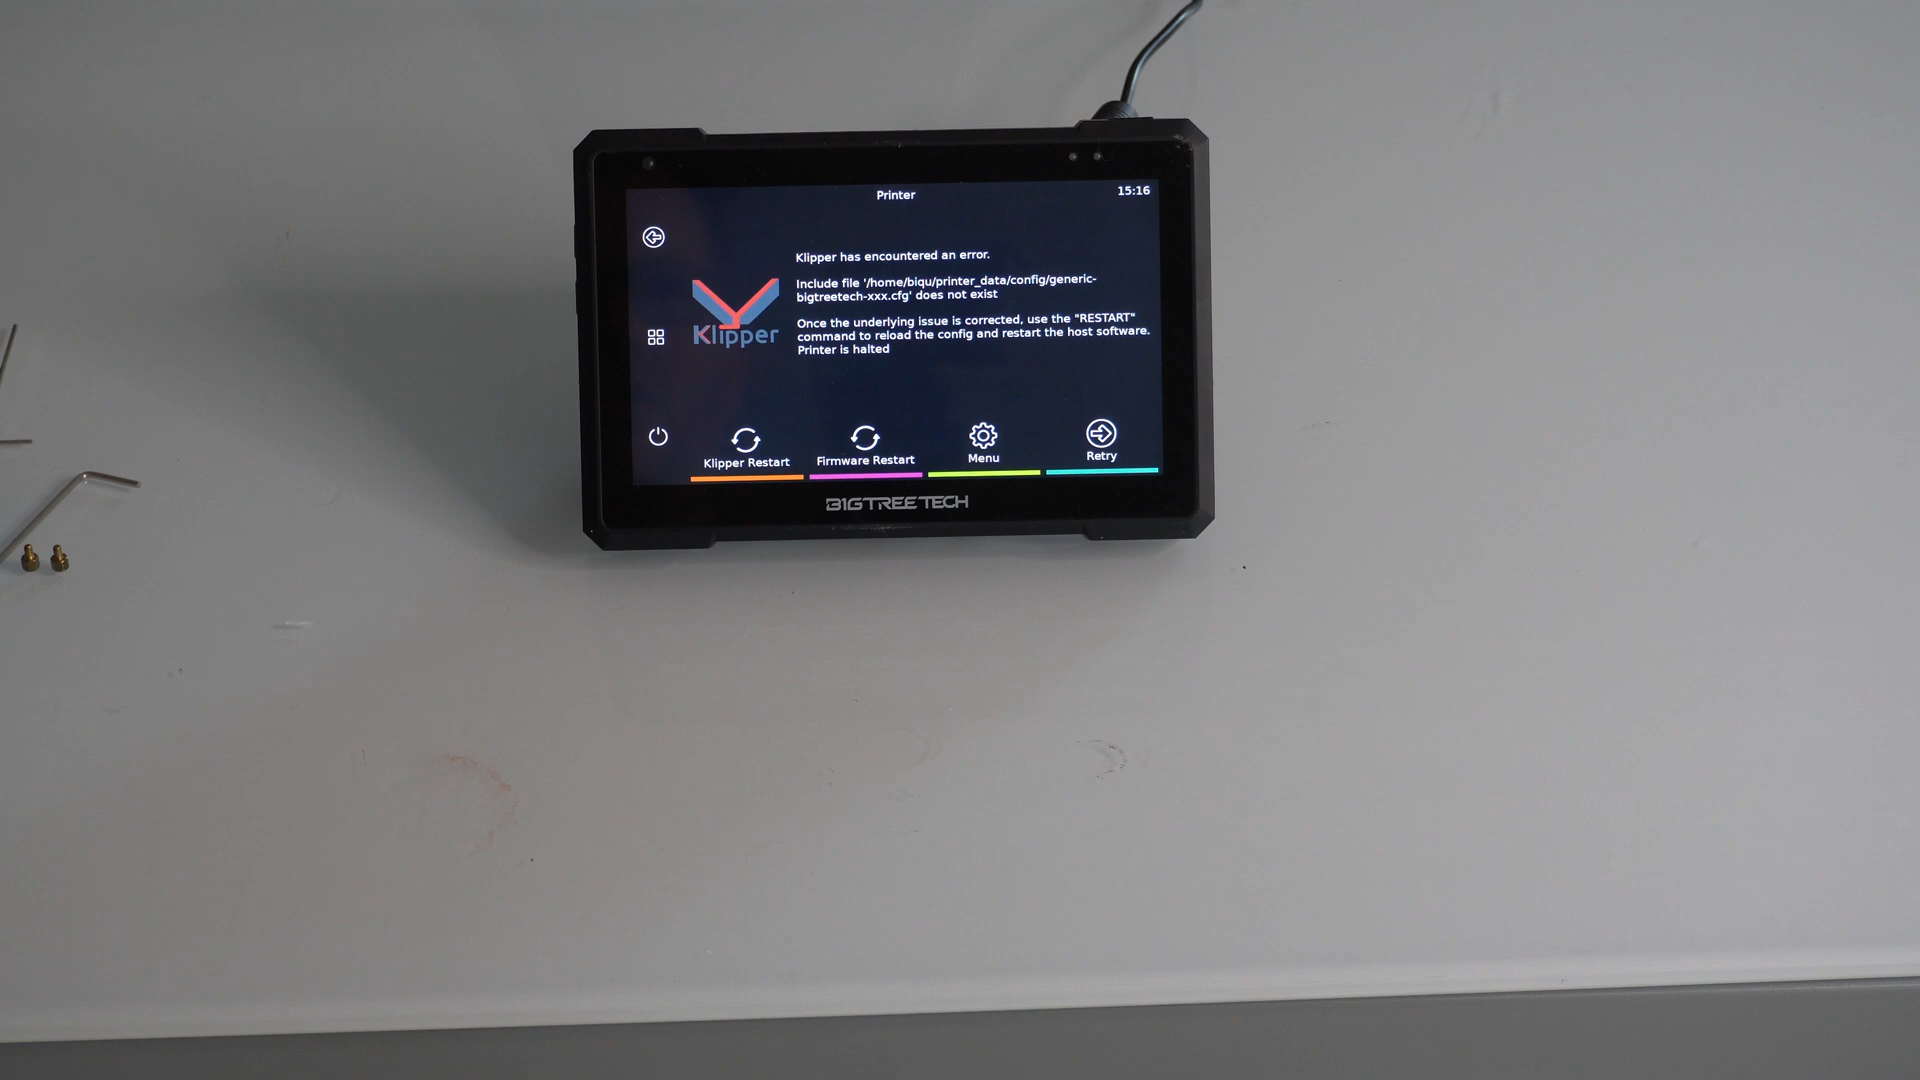 Printer
15:16
Klipper has encountered an error.
Include file '/home/biqu/printer_data/config/generic-
bigtreetech-xxx.cfg' does not exist
Once the underlying issue is corrected, use the "RESTART"
command to reload the config and restart the host software.
Printer is halted
Klipper
Klipper Restart
Firmware Restart
Menu
Retry
BIGTREETECH